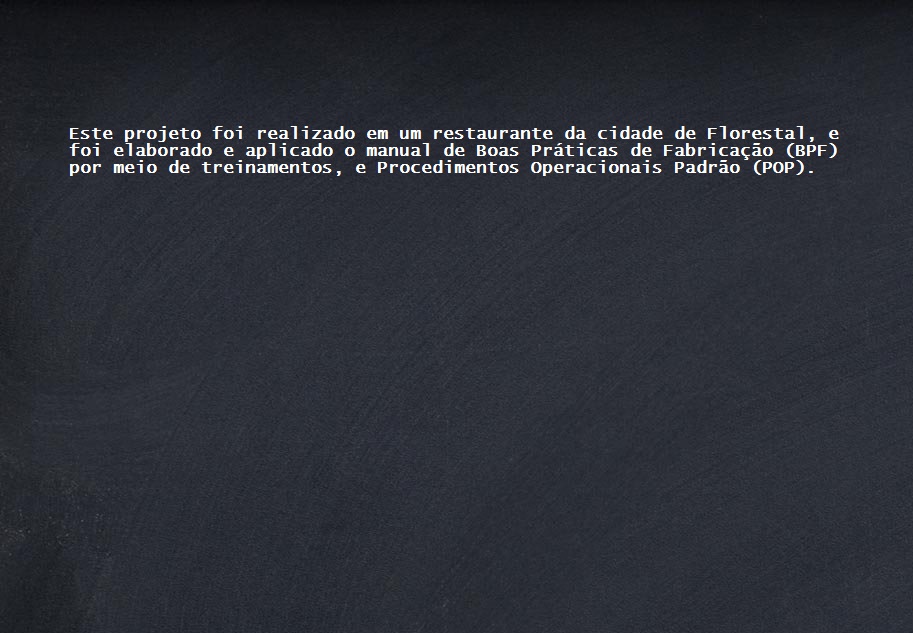 Este projeto foi realizado em um restaurante da cidade de Florestal, e
foi elaborado e aplicado o manual de Boas Práticas de Fabricação (BPF)
por meio de treinamentos, e Procedimentos Operacionais Padrão (POP).